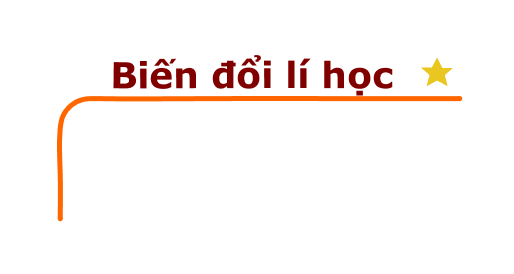 Biến đổi lí học